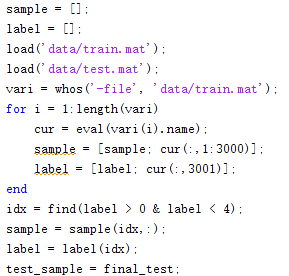 sample = [];
label = [];
load('data/train.mat');
load('data/test.mat');
vari = whos('-file', 'data/train.mat');
for i = 1:length(vari)
    cur = eval(vari(i).name);
    sample = [sample; cur(:,1:3000)];
    label = [label; cur(:,3001)];
end
idx = find(label > 0 & label < 4);
sample = sample(idx,:);
label = label(idx);
test_sample = final_test;